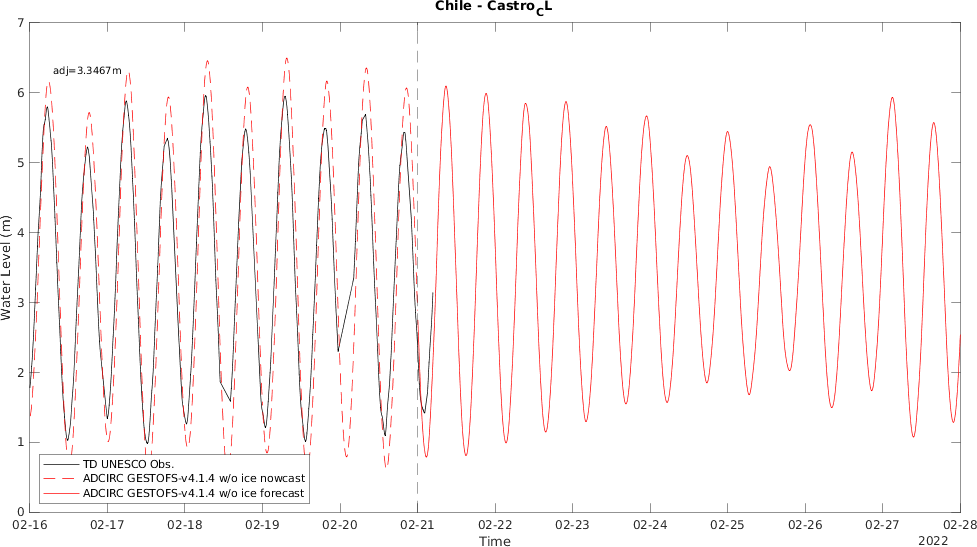 Chile - Castro_CL
7
adj=3.3467m
6
5
4
Water Level (m)
3
2
1
TD UNESCO Obs.
ADCIRC GESTOFS-v4.1.4 w/o ice nowcast
ADCIRC GESTOFS-v4.1.4 w/o ice forecast
0
02-16 02-17 02-18 02-19 02-20 02-21 02-22 02-23 02-24 02-25 02-26 02-27 02-28
Time
2022